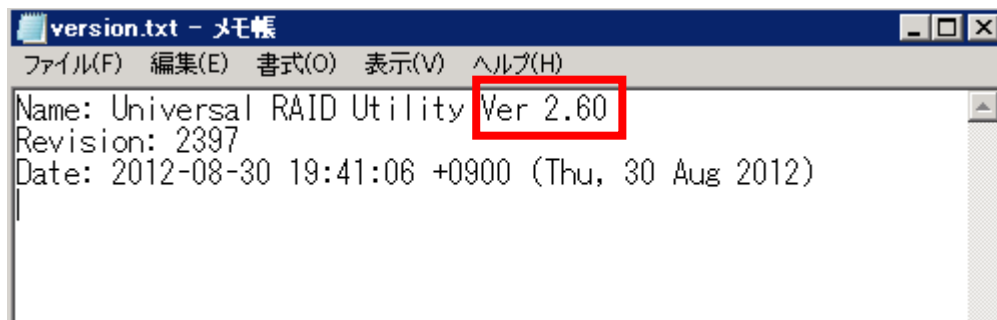 version.txt - メモ帳
ファイル(F) 編集(E) 書式(O) 表示(V) ヘルプ(H)
Name: Universal RAID Utility Ver 2.60
Revision: 2397
Date: 2012-08-30 19:41:06 +0900 (Thu, 30 Aug 2012)